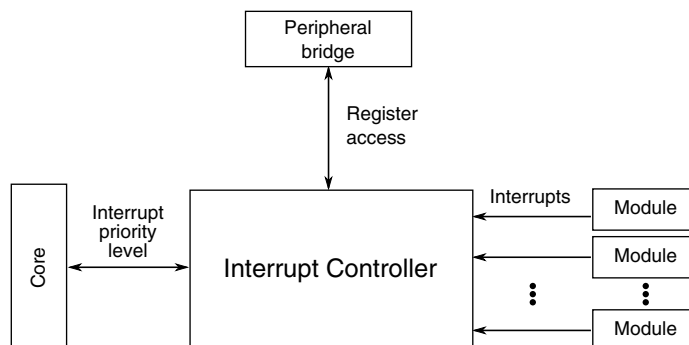 Peripheral
bridge
Register
access
Interrupts
Module
Interrupt
priority
level
Core
Interrupt Controller
Module
Module